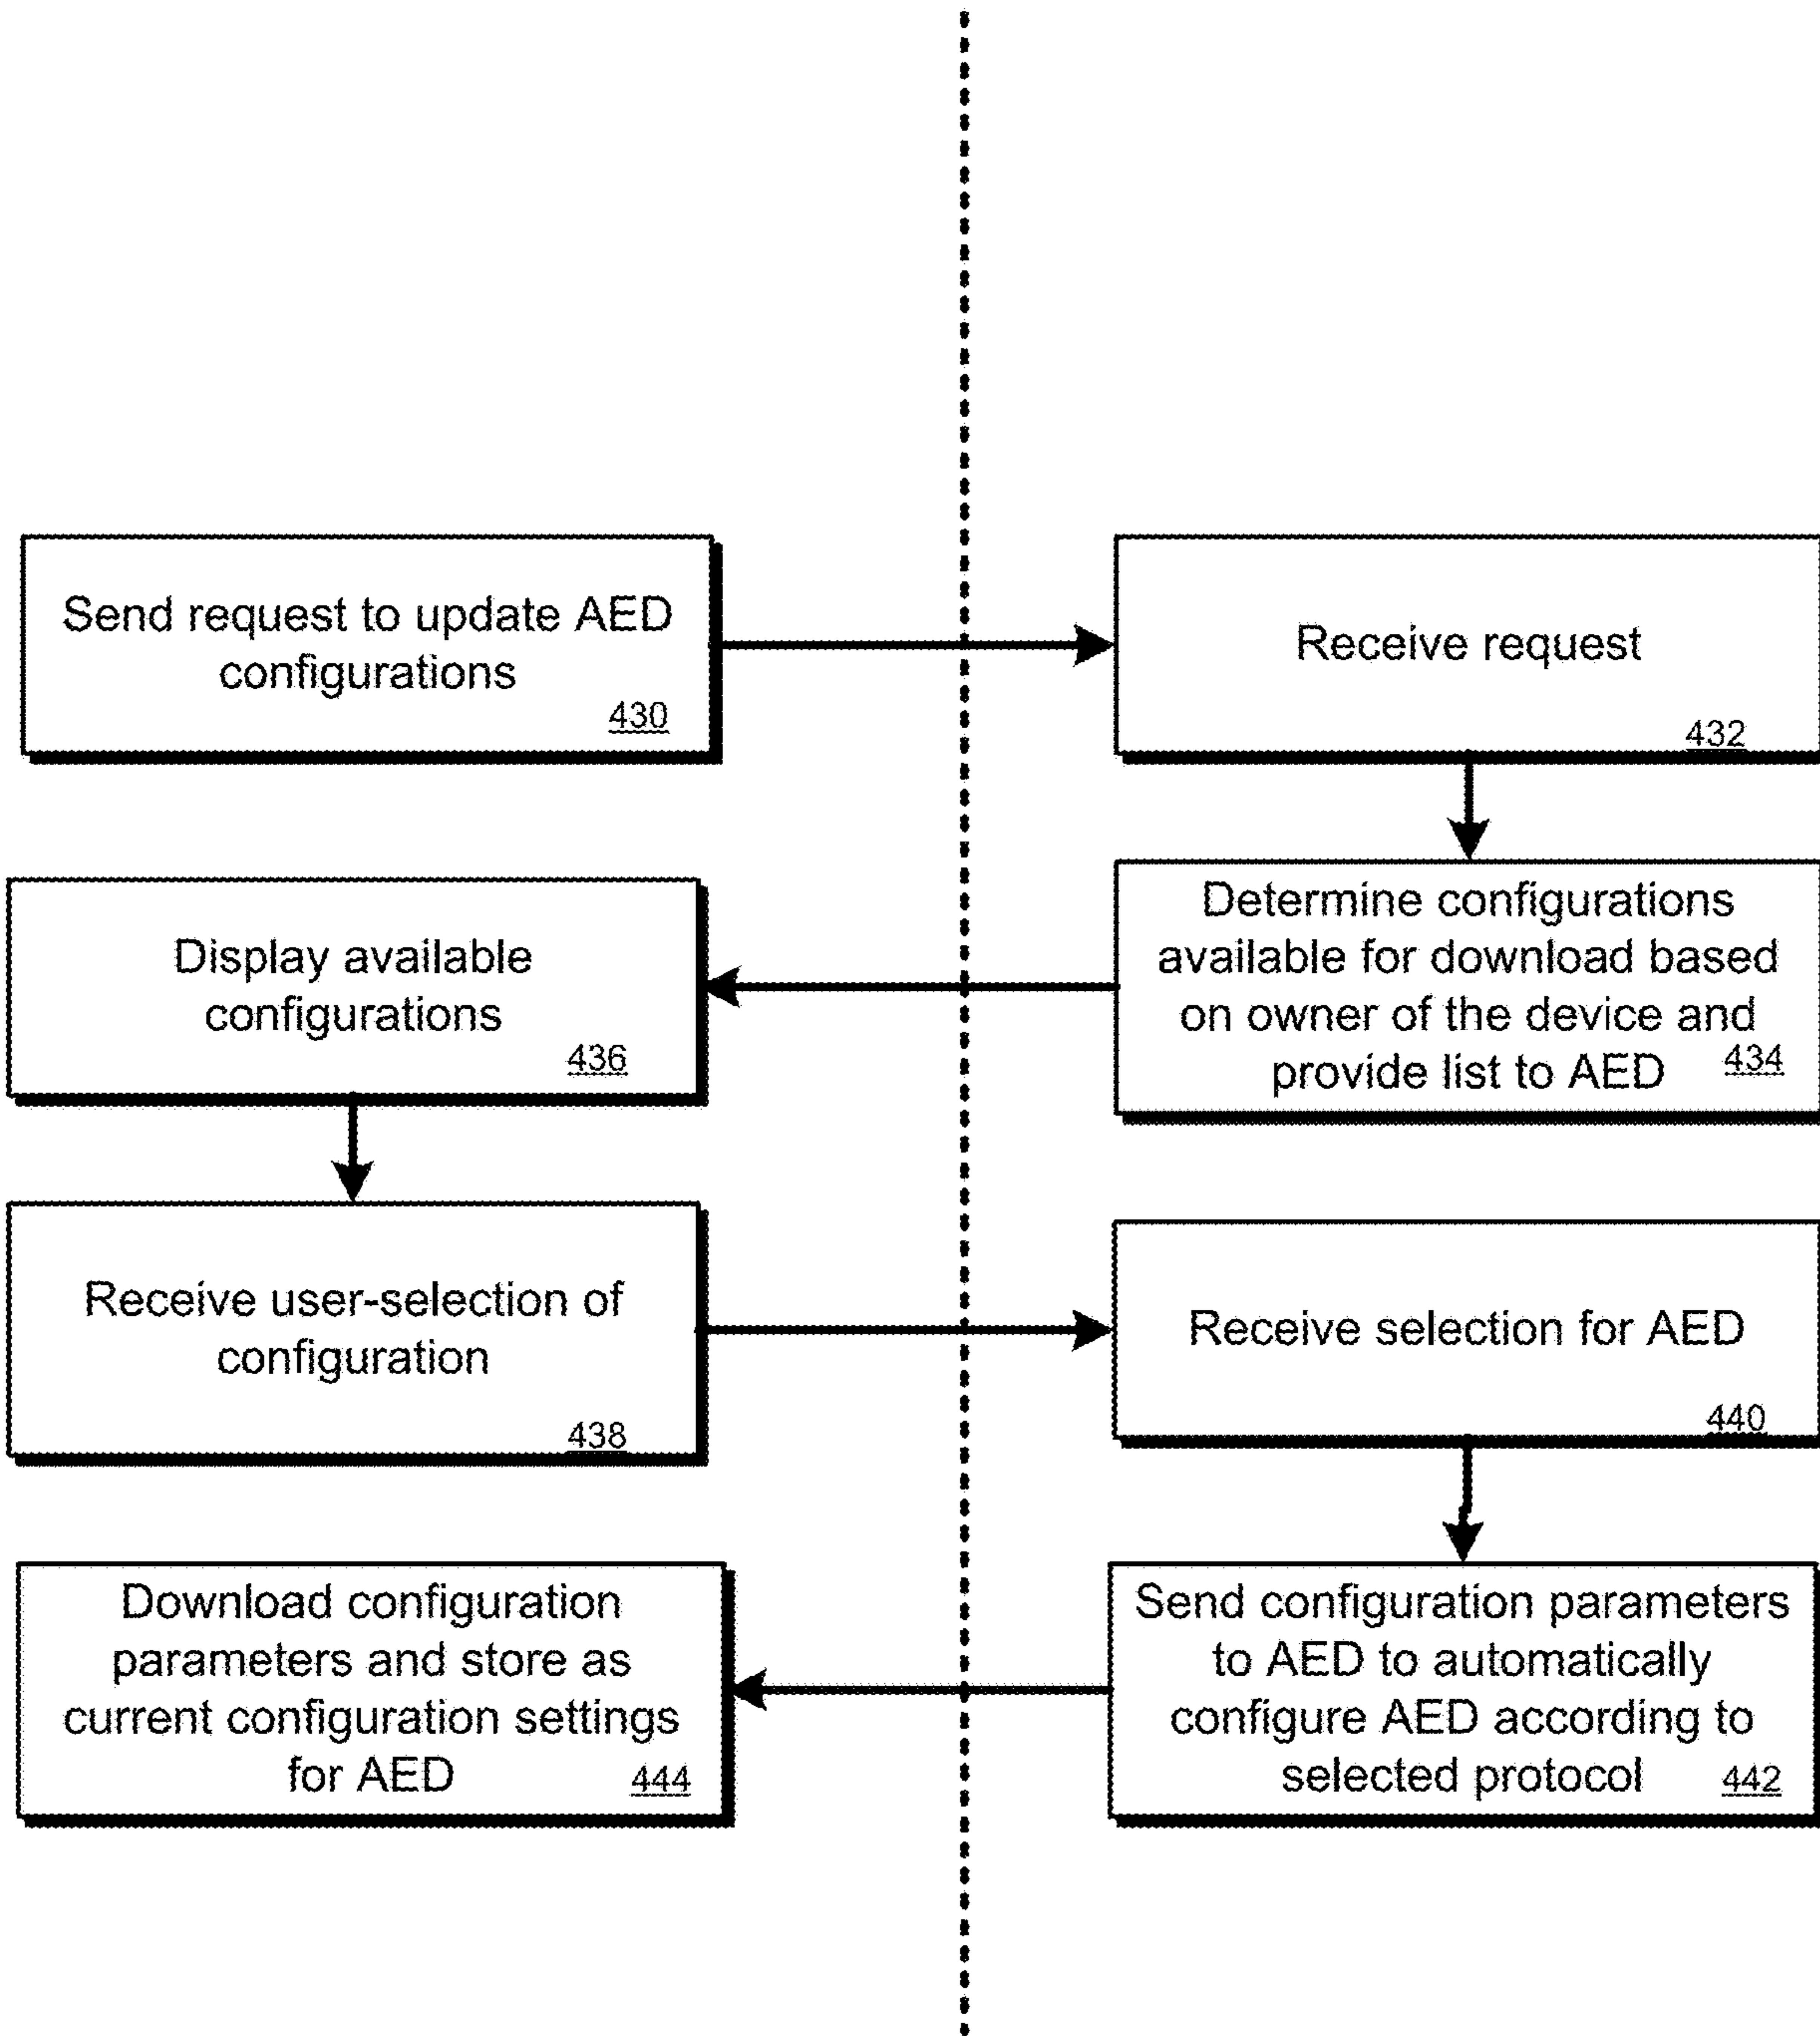 Send request to update AED
configurations
430
Receive request
432
Determine configurations
available for download based
on owner of the device and
provide list to AED
434
Display available
configurations
436
Receive user-selection of
configuration
438
Receive selection for AED
440
Send configuration parameters
to AED to automatically
configure AED according to
selected protocol
442
Download configuration
parameters and store as
current configuration settings
for AED
444